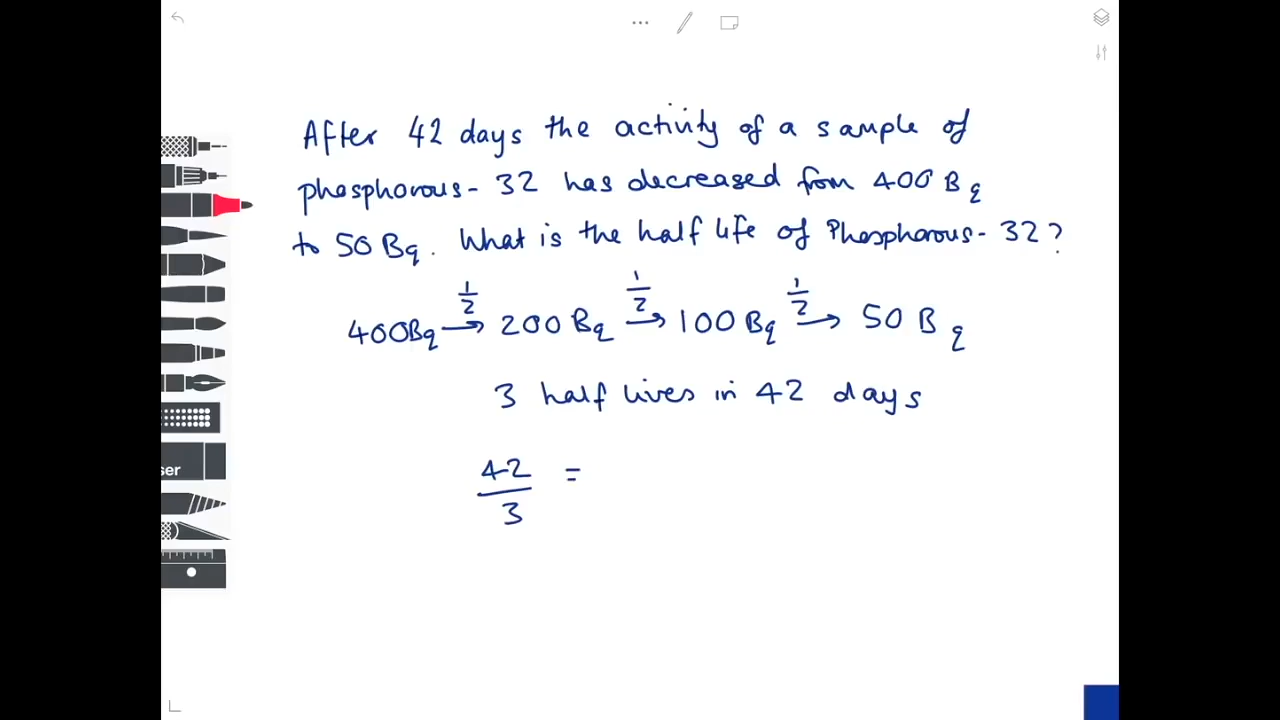 After 42 days the activity of a sample of
phosphorous-32 has decreased from 400 Bq
to 50 Bq. What is the half life of Phosphorous-32?
1/2 1/2 1/2
400Bq → 200 Bq → 100 Bq → 50 Bq
3 half lives in 42 days
42/3 =
ser